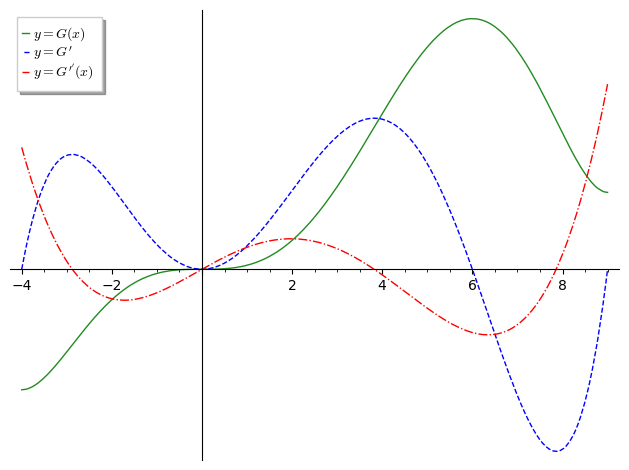 y = G(x)
y = G'
y = G''(x)
−4 −2 2 4 6 8